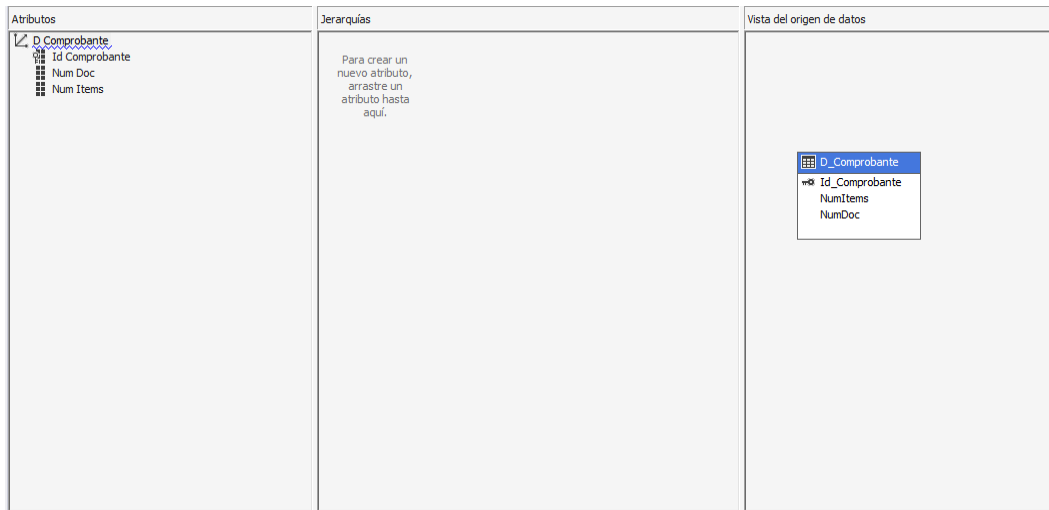 Atributos
D Comprobante
Id Comprobante
Num Doc
Num Items
Jerarquías
Para crear un
nuevo atributo,
arrastre un
atributo hasta
aquí.
Vista del origen de datos
D_Comprobante
Id_Comprobante
NumItems
NumDoc